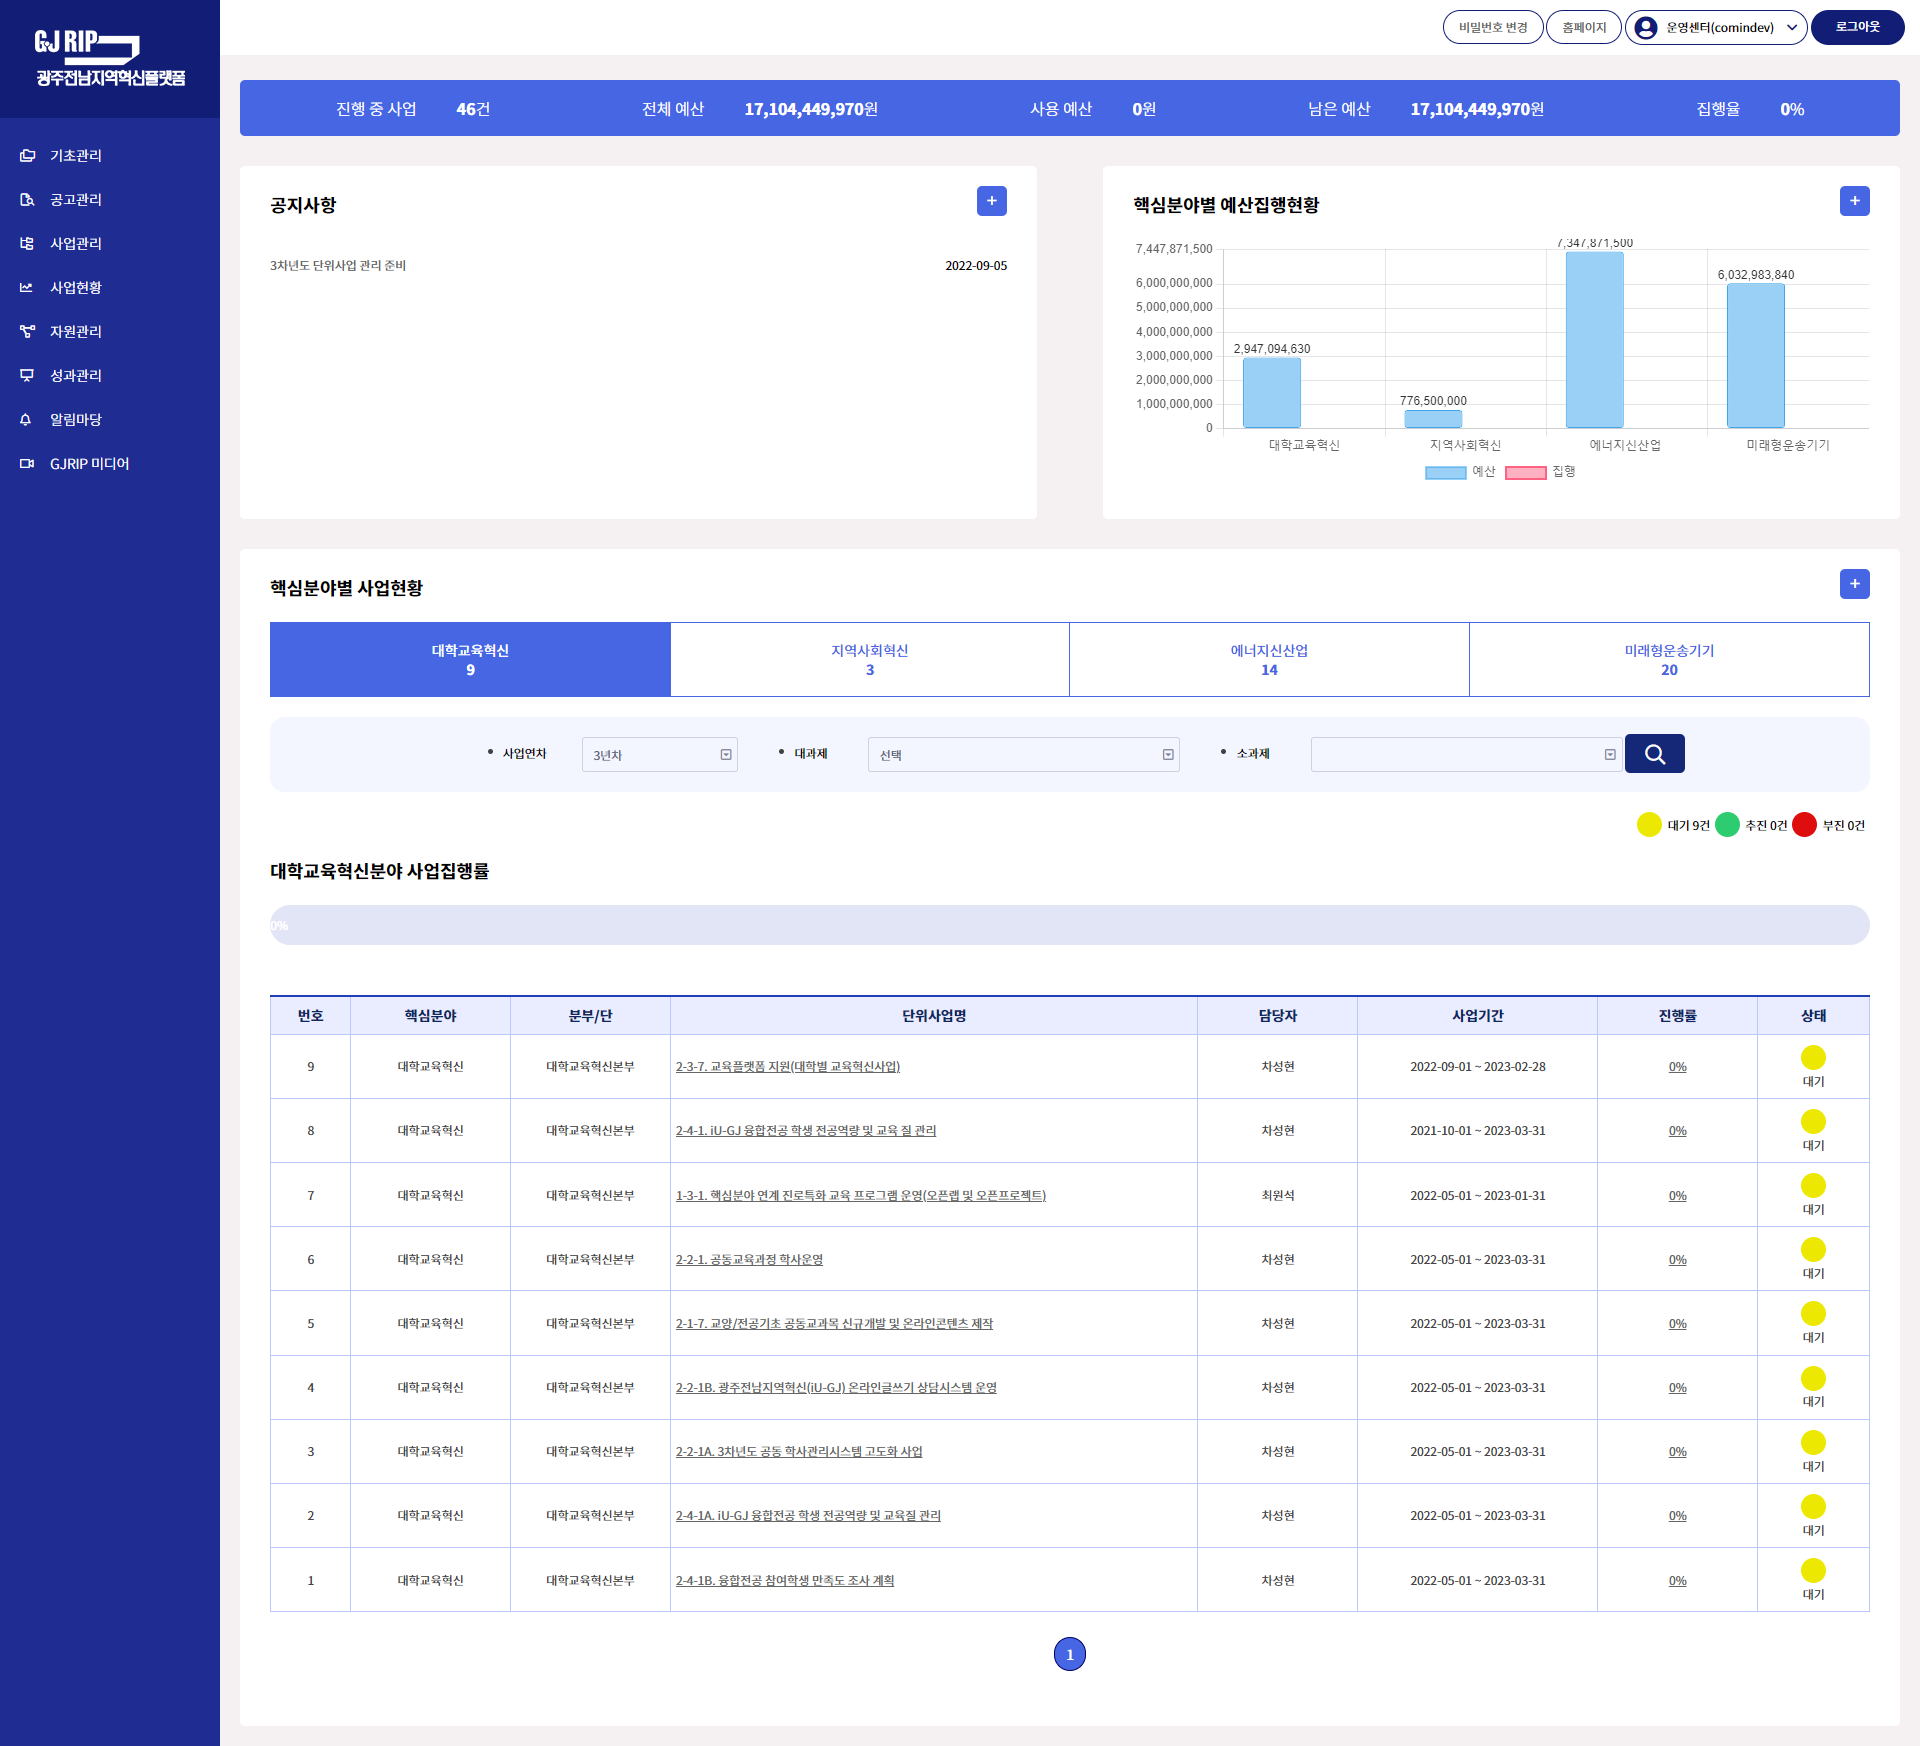 GJ RIP
광주전남지역혁신플랫폼
비밀번호 변경
홈페이지
운영센터(comindev)
로그아웃
기초관리
공고관리
사업관리
사업현황
자원관리
성과관리
알림마당
GJRIP 미디어
진행 중 사업 46건 전체 예산 17,104,449,970원 사용 예산 0원 남은 예산 17,104,449,970원 집행율 0%
공지사항
+
3차년도 단위사업 관리 준비 2022-09-05
핵심분야별 예산집행현황
+
7,447,871,500
6,000,000,000
5,000,000,000
4,000,000,000
3,000,000,000
2,000,000,000
1,000,000,000
0
2,947,094,630
776,500,000
7,347,871,500
6,032,983,840
대학교육혁신 지역사회혁신 에너지신산업 미래형운송기기
예산 집행
핵심분야별 사업현황
+
대학교육혁신
9
지역사회혁신
3
에너지신산업
14
미래형운송기기
20
사업연차 3년차 대과제 선택 소과제
대기 9건 추진 0건 부진 0건
대학교육혁신분야 사업집행률
0%
번호 핵심분야 분부/단 단위사업명 담당자 사업기간 진행률 상태
9 대학교육혁신 대학교육혁신본부 2-3-7. 교육플랫폼 지원(대학별 교육혁신사업) 차성현 2022-09-01 ~ 2023-02-28 0% 대기
8 대학교육혁신 대학교육혁신본부 2-4-1. iU-GJ 융합전공 학생 전공역량 및 교육 질 관리 차성현 2021-10-01 ~ 2023-03-31 0% 대기
7 대학교육혁신 대학교육혁신본부 1-3-1. 핵심분야 연계 진로특화 교육 프로그램 운영(오픈랩 및 오픈프로젝트) 최원석 2022-05-01 ~ 2023-01-31 0% 대기
6 대학교육혁신 대학교육혁신본부 2-2-1. 공동교육과정 학사운영 차성현 2022-05-01 ~ 2023-03-31 0% 대기
5 대학교육혁신 대학교육혁신본부 2-1-7. 교양/전공기초 공동교과목 신규개발 및 온라인콘텐츠 제작 차성현 2022-05-01 ~ 2023-03-31 0% 대기
4 대학교육혁신 대학교육혁신본부 2-2-1B. 광주전남지역혁신(iU-GJ) 온라인글쓰기 상담시스템 운영 차성현 2022-05-01 ~ 2023-03-31 0% 대기
3 대학교육혁신 대학교육혁신본부 2-2-1A. 3차년도 공동 학사관리시스템 고도화 사업 차성현 2022-05-01 ~ 2023-03-31 0% 대기
2 대학교육혁신 대학교육혁신본부 2-4-1A. iU-GJ 융합전공 학생 전공역량 및 교육질 관리 차성현 2022-05-01 ~ 2023-03-31 0% 대기
1 대학교육혁신 대학교육혁신본부 2-4-1B. 융합전공 참여학생 만족도 조사 계획 차성현 2022-05-01 ~ 2023-03-31 0% 대기
1